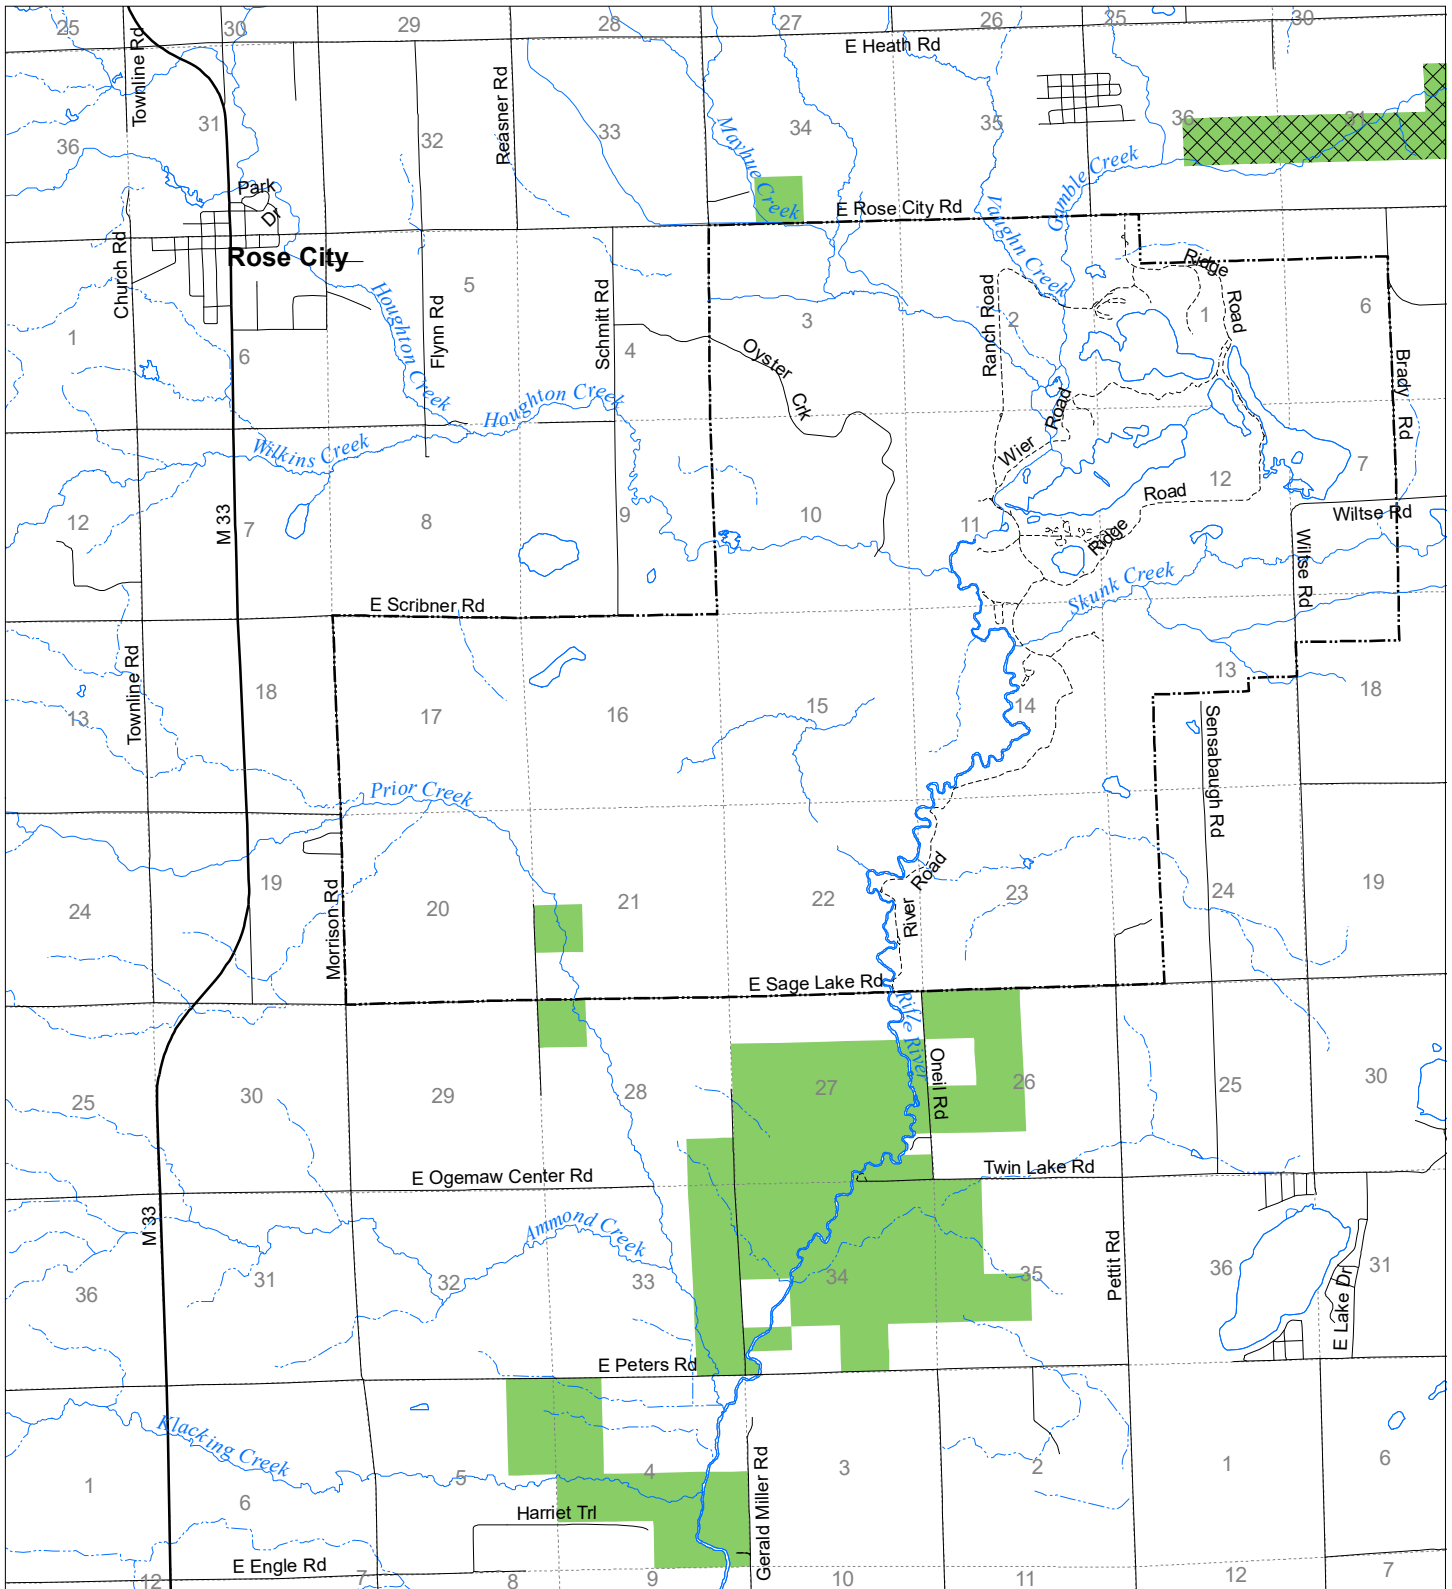 25
30
29
28
27
26
25
30
Townline Rd
E Heath Rd
Reasner Rd
31
32
33
34
35
36
31
36
Mayhue Creek
Gamble Creek
Vaughn Creek
Park
Dr
E Rose City Rd
Rose City
Church Rd
5
Schmitt Rd
Ridge
Road
Houghton Creek
Flynn Rd
Ranch Road
1
6
4
3
2
1
6
Oyster
Crk
Brady
Rd
Houghton Creek
Wier
Road
Wilkins Creek
7
12
Road
Wiltse Rd
M 33
12
7
8
9
10
11
Ridge
Wiltse Rd
Skunk Creek
E Scribner Rd
Townline Rd
13
18
17
16
15
14
13
18
Sensabaugh Rd
Prior Creek
19
Morrison Rd
24
20
21
22
Road
River
23
24
19
E Sage Lake Rd
Rifle River
Oneil Rd
25
30
29
28
27
26
25
30
E Ogemaw Center Rd
Twin Lake Rd
M 33
Ammond Creek
Pettit Rd
36
31
32
33
34
35
36
31
E Lake Dr
E Peters Rd
Klacking Creek
1
6
5
4
3
2
1
6
Harriet Trl
Gerald Miller Rd
E Engle Rd
12
7
8
9
10
11
12
7